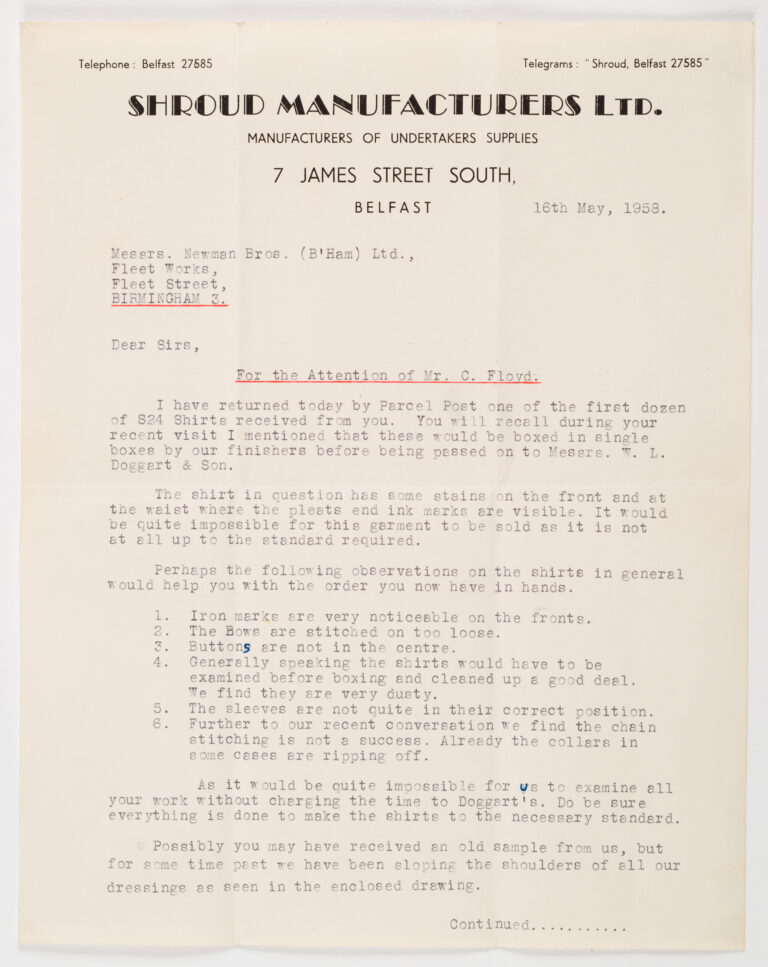 Telephone : Belfast 27585
Telegrams : " Shroud, Belfast 27585 "
SHROUD MANUFACTURERS LTD.
MANUFACTURERS OF UNDERTAKERS SUPPLIES
7 JAMES STREET SOUTH,
BELFAST
16th May, 1958.
Messrs. Newman Bros. (B'Ham) Ltd.,
Fleet Works,
Fleet Street,
BIRMINGHAM 3.
Dear Sirs,
For the Attention of Mr. C. Floyd.
I have returned today by Parcel Post one of the first dozen
of S24 Shirts received from you. You will recall during your
recent visit I mentioned that these would be boxed in single
boxes by our finishers before being passed on to Messrs. W. L.
Doggart & Son.
The shirt in question has some stains on the front and at
the waist where the pleats end ink marks are visible. It would
be quite impossible for this garment to be sold as it is not
at all up to the standard required.
Perhaps the following observations on the shirts in general
would help you with the order you now have in hands.
1. Iron marks are very noticeable on the fronts.
2. The Bows are stitched on too loose.
3. Buttons are not in the centre.
4. Generally speaking the shirts would have to be
examined before boxing and cleaned up a good deal.
We find they are very dusty.
5. The sleeves are not quite in their correct position.
6. Further to our recent conversation we find the chain
stitching is not a success. Already the collars in
some cases are ripping off.
As it would be quite impossible for us to examine all
your work without charging the time to Doggart's. Do be sure
everything is done to make the shirts to the necessary standard.
Possibly you may have received an old sample from us, but
for some time past we have been sloping the shoulders of all our
dressings as seen in the enclosed drawing.
Continued...........